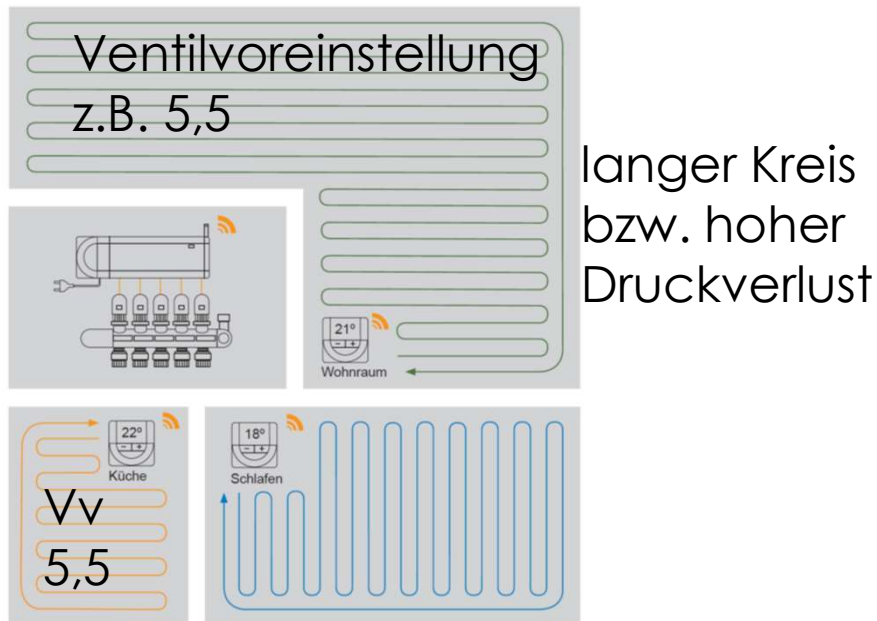 Ventilvoreinstellung
z.B. 5,5
langer Kreis
bzw. hoher
Druckverlust
21°
- +
Wohnraum
22°
- +
Küche
18°
- +
Schlafen
Vv
5,5